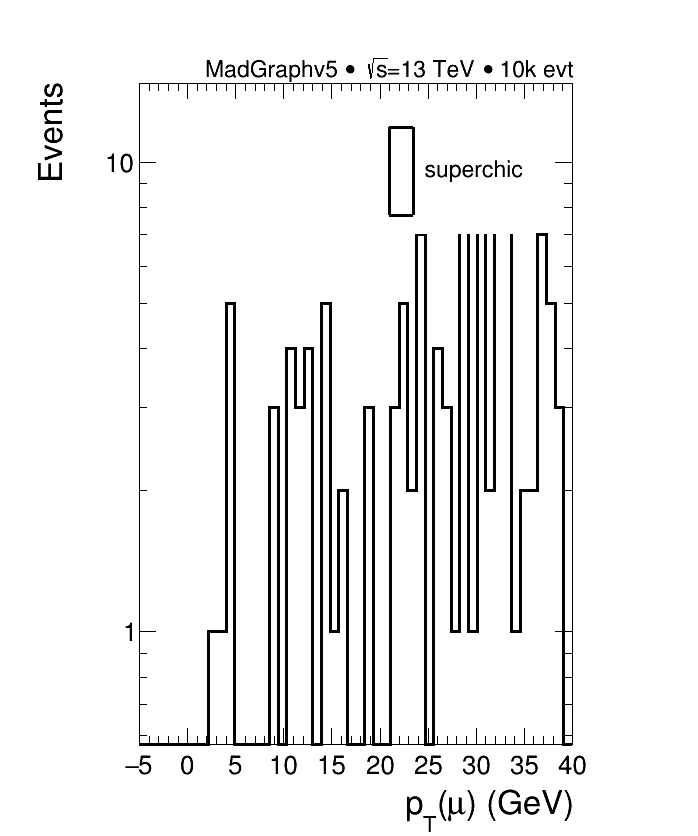 MadGraphv5 • √s=13 TeV • 10k evt
Events
10
superchic
1
−5 0 5 10 15 20 25 30 35 40
p_T(μ) (GeV)